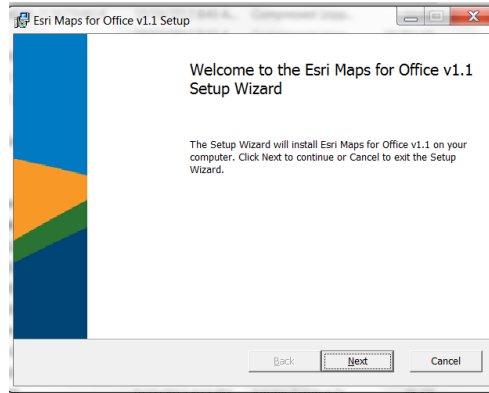 Esri Maps for Office v1.1 Setup
Welcome to the Esri Maps for Office v1.1
Setup Wizard
The Setup Wizard will install Esri Maps for Office v1.1 on your
computer. Click Next to continue or Cancel to exit the Setup
Wizard.
Back Next Cancel